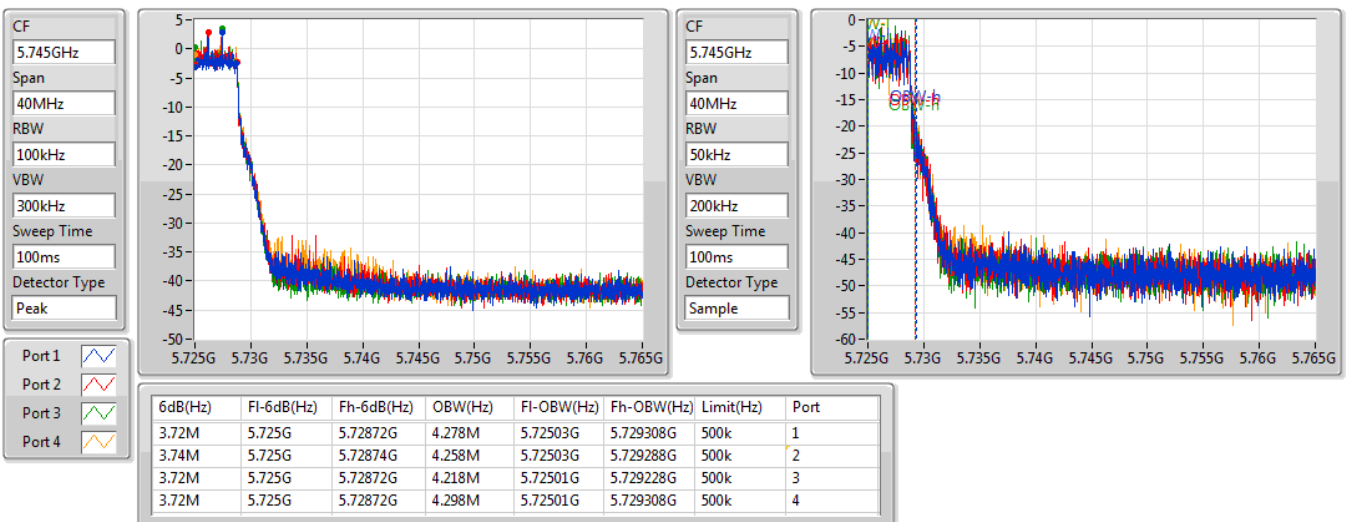 CF
5.745GHz
Span
40MHz
RBW
100kHz
VBW
300kHz
Sweep Time
100ms
Detector Type
Peak
5
0
-5
-10
-15
-20
-25
-30
-35
-40
-45
-50
5.725G 5.73G 5.735G 5.74G 5.745G 5.75G 5.755G 5.76G 5.765G
CF
5.745GHz
Span
40MHz
RBW
50kHz
VBW
200kHz
Sweep Time
100ms
Detector Type
Sample
0
-5
-10
-15
-20
-25
-30
-35
-40
-45
-50
-55
-60
OBW-h
5.725G 5.73G 5.735G 5.74G 5.745G 5.75G 5.755G 5.76G 5.765G
Port 1
Port 2
Port 3
Port 4
6dB(Hz) Fl-6dB(Hz) Fh-6dB(Hz) OBW(Hz) Fl-OBW(Hz) Fh-OBW(Hz) Limit(Hz) Port
3.72M 5.725G 5.72872G 4.278M 5.72503G 5.729308G 500k 1
3.74M 5.725G 5.72874G 4.258M 5.72503G 5.729288G 500k 2
3.72M 5.725G 5.72872G 4.218M 5.72501G 5.729228G 500k 3
3.72M 5.725G 5.72872G 4.298M 5.72501G 5.729308G 500k 4